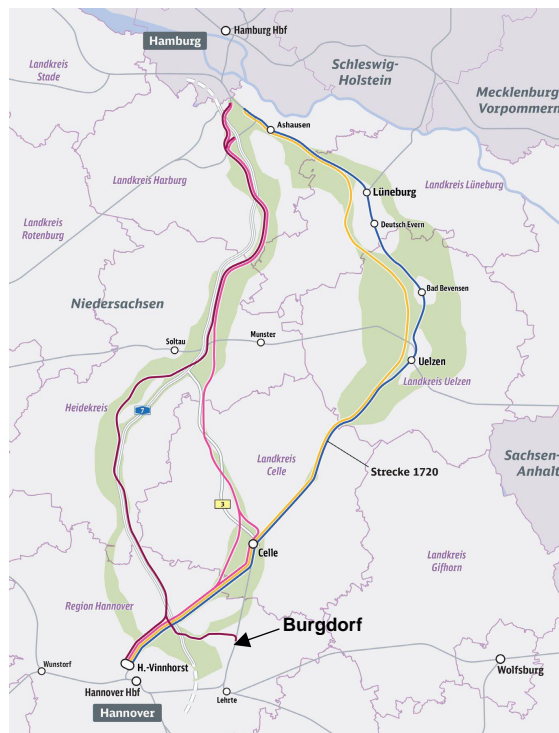 Hamburg Hbf
Hamburg
Landkreis
Stade
Schleswig-
Holstein
Mecklenburg
Vorpommern
Ashausen
Landkreis Harburg
Lüneburg
Landkreis Lüneburg
Landkreis
Rotenburg
Deutsch Evern
Bad Bevensen
Niedersachsen
Soltau
Munster
Uelzen
Landkreis Uelzen
Heidekreis
7
Landkreis
Celle
Strecke 1720
Sachsen-
Anhalt
3
Celle
Landkreis
Gifhorn
Region Hannover
Burgdorf
Wunstorf
H.-Vinnhorst
Wolfsburg
Hannover Hbf
Lehrte
Hannover